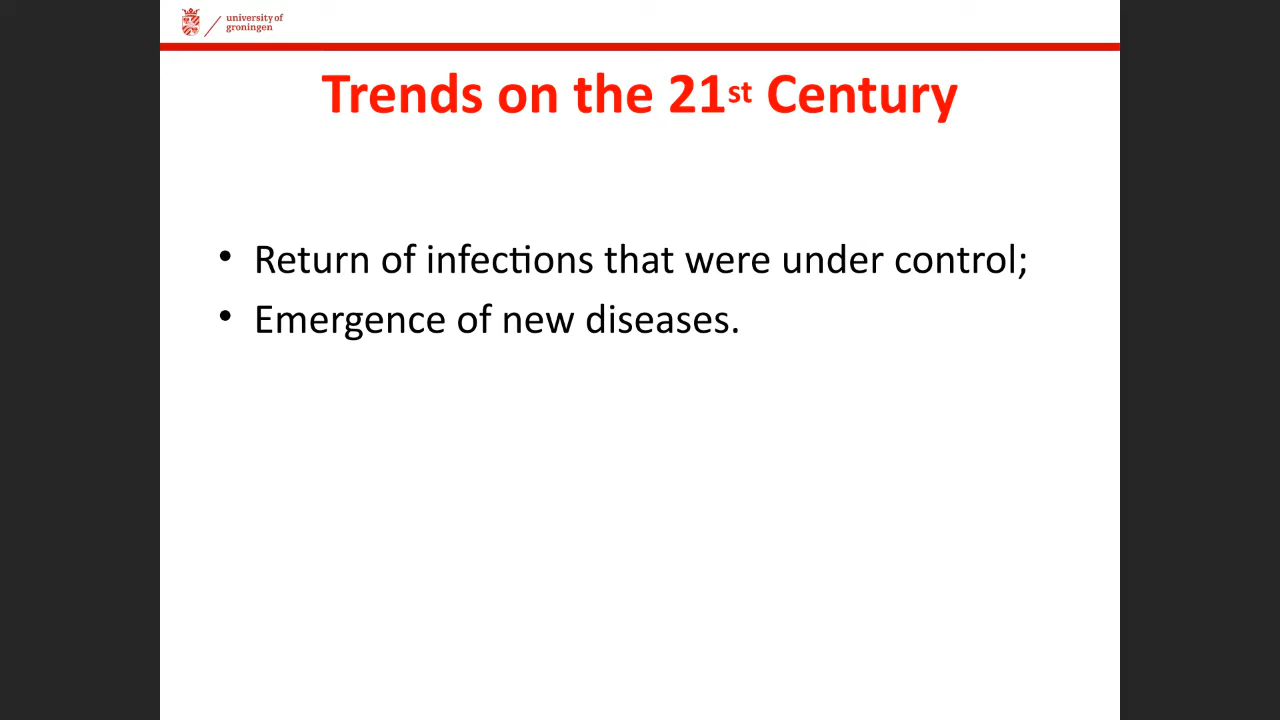 university of
groningen
Trends on the 21st Century
• Return of infections that were under control;
• Emergence of new diseases.